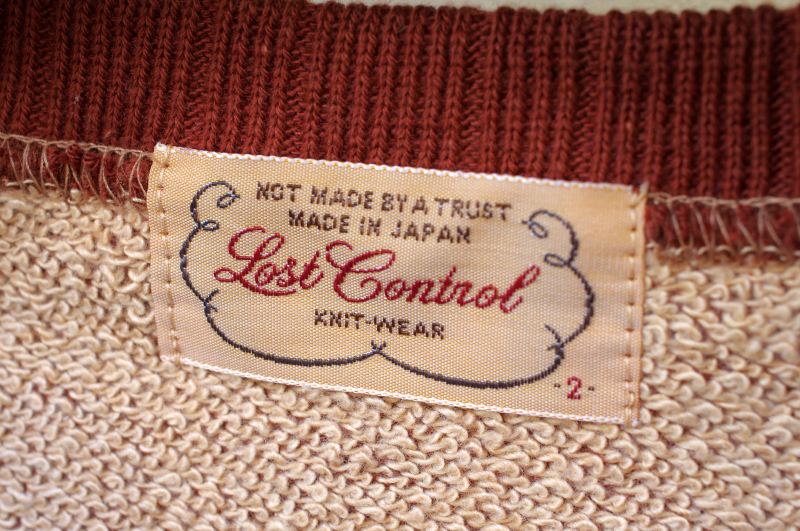 NOT MADE BY A TRUST
MADE IN JAPAN
Lost Control
KNIT-WEAR
-2-